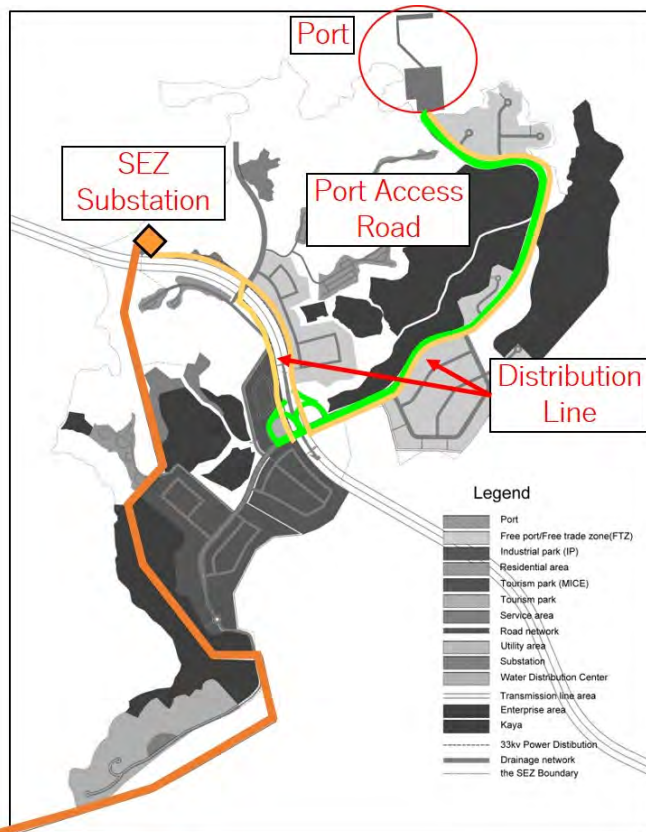 Port
SEZ
Substation
Port Access
Road
Distribution
Line
Legend
Port
Free port/Free trade zone(FTZ)
Industrial park (IP)
Residential area
Tourism park (MICE)
Tourism park
Service area
Road network
Utility area
Substation
Water Distribution Center
Transmission line area
Enterprise area
Kaya
33kv Power Distibution
Drainage network
the SEZ Boundary